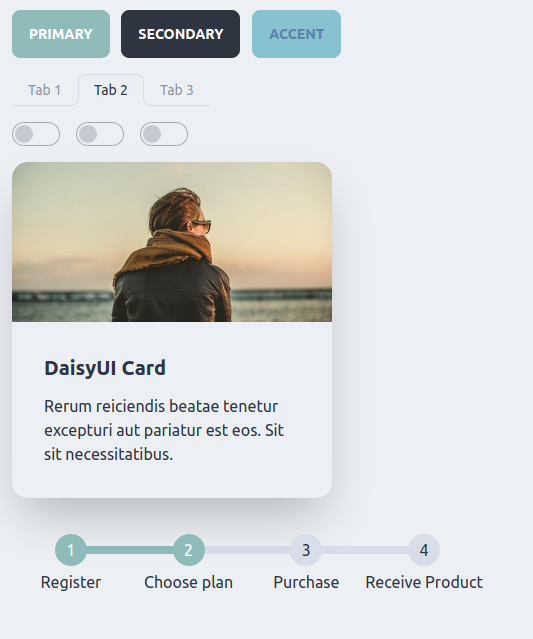 PRIMARY SECONDARY ACCENT
Tab 1 Tab 2 Tab 3
DaisyUI Card
Rerum reiciendis beatae tenetur
excepturi aut pariatur est eos. Sit
sit necessitatibus.
1 2 3 4
Register Choose plan Purchase Receive Product